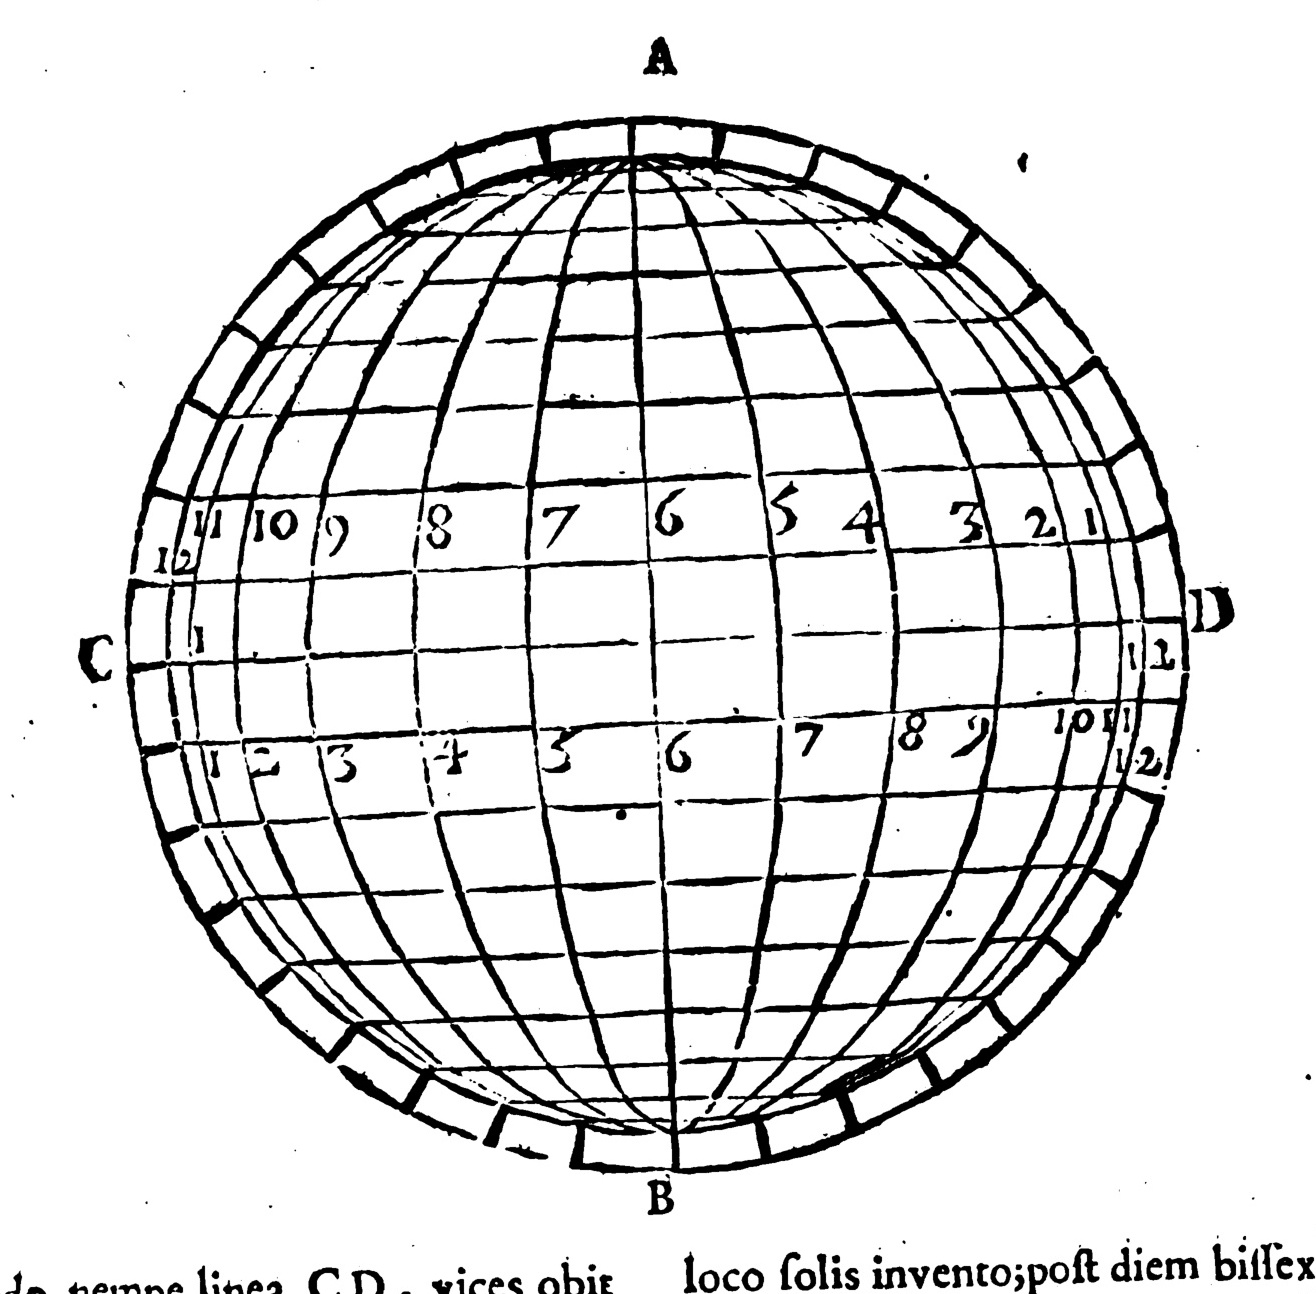 A
11 10 9 8 7 6 5 4 3 2 1
12
D
C
1
12
1 2 3 4 5 6 7 8 9 10 11
12
B
nempe linea C D, vices obit
loco ſolis invento; poſt diem biſſex